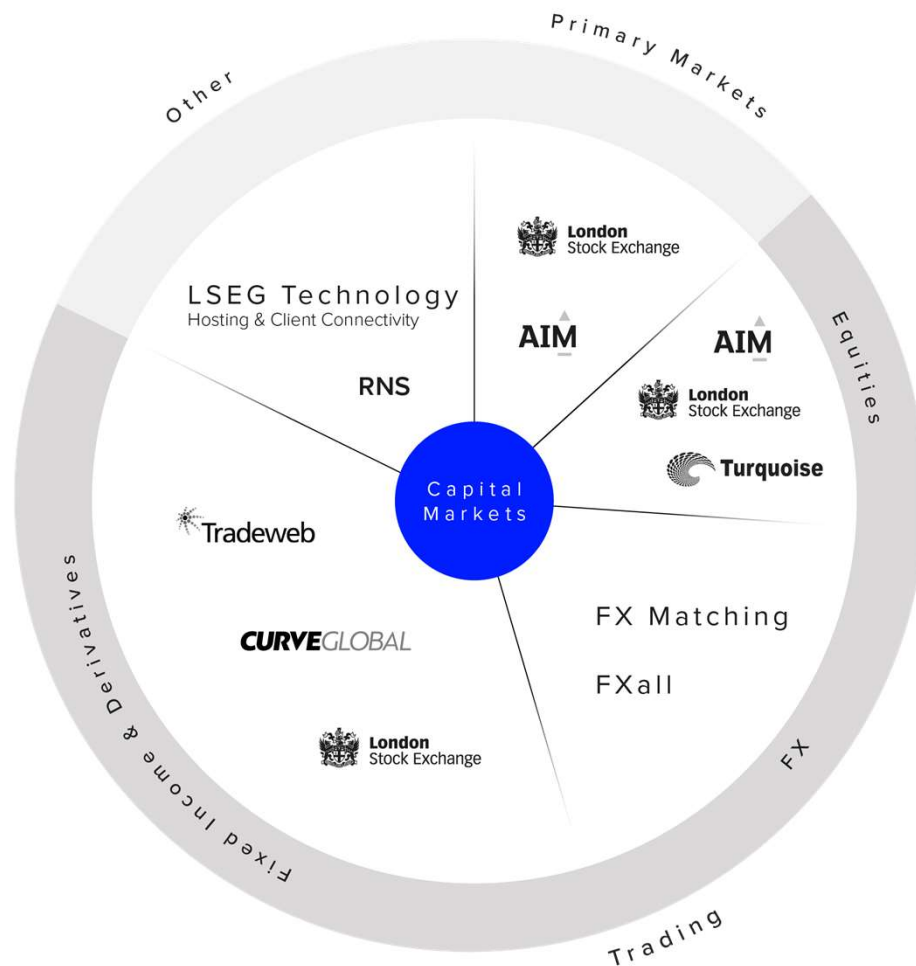 Primary Markets
Other
London
Stock Exchange
LSEG Technology
Hosting & Client Connectivity
AIM
AIM
Equities
RNS
London
Stock Exchange
Turquoise
Capital
Markets
Tradeweb
FX Matching
CURVEGLOBAL
FXall
London
Stock Exchange
FX
Fixed Income & Derivatives
Trading